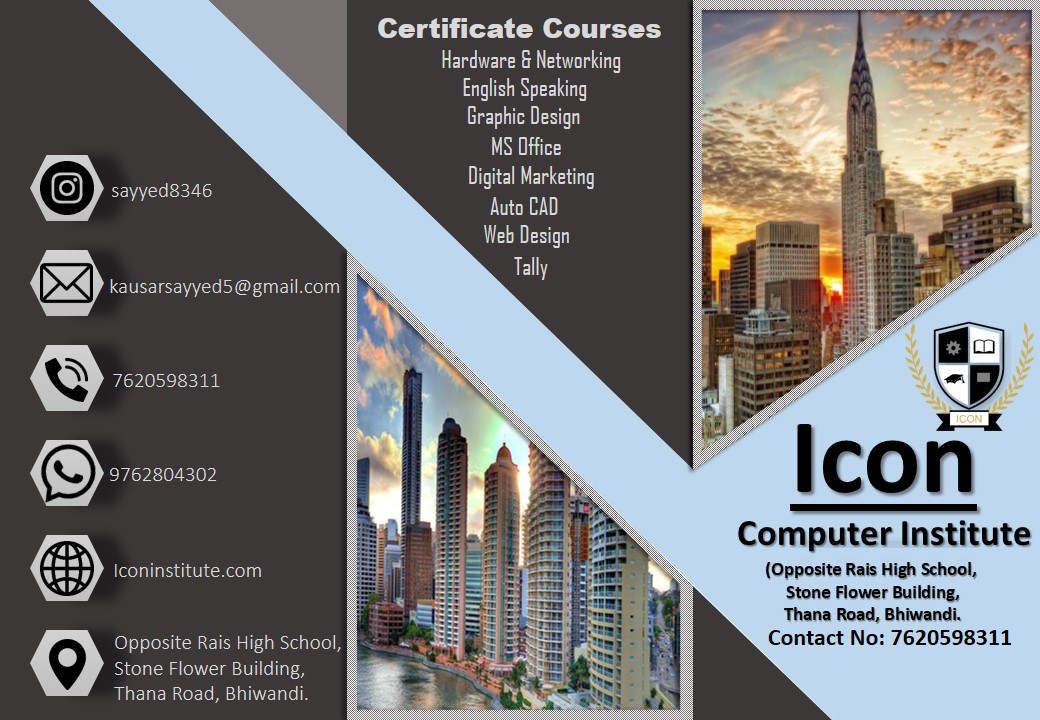 sayyed8346
kausarsayyed5@gmail.com
7620598311
9762804302
Iconinstitute.com
Opposite Rais High School,
Stone Flower Building,
Thana Road, Bhiwandi.
Certificate Courses
Hardware & Networking
English Speaking
Graphic Design
MS Office
Digital Marketing
Auto CAD
Web Design
Tally
ICON
Icon
Computer Institute
(Opposite Rais High School,
Stone Flower Building,
Thana Road, Bhiwandi.
Contact No: 7620598311